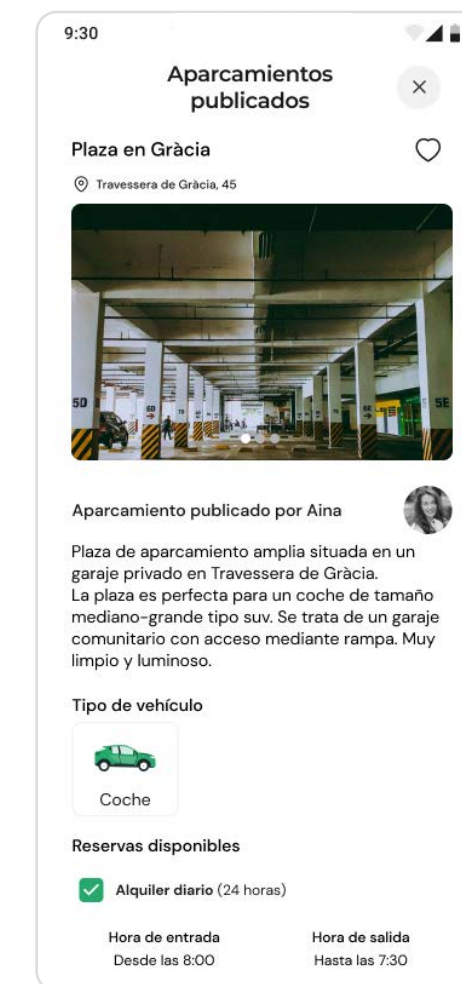 9:30
Aparcamientos
publicados
Plaza en Gràcia
Travessera de Gràcia, 45
5D
6D
5E
Aparcamiento publicado por Aina
Plaza de aparcamiento amplia situada en un
garaje privado en Travessera de Gràcia.
La plaza es perfecta para un coche de tamaño
mediano-grande tipo suv. Se trata de un garaje
comunitario con acceso mediante rampa. Muy
limpio y luminoso.
Tipo de vehículo
Coche
Reservas disponibles
Alquiler diario (24 horas)
Hora de entrada Hora de salida
Desde las 8:00 Hasta las 7:30